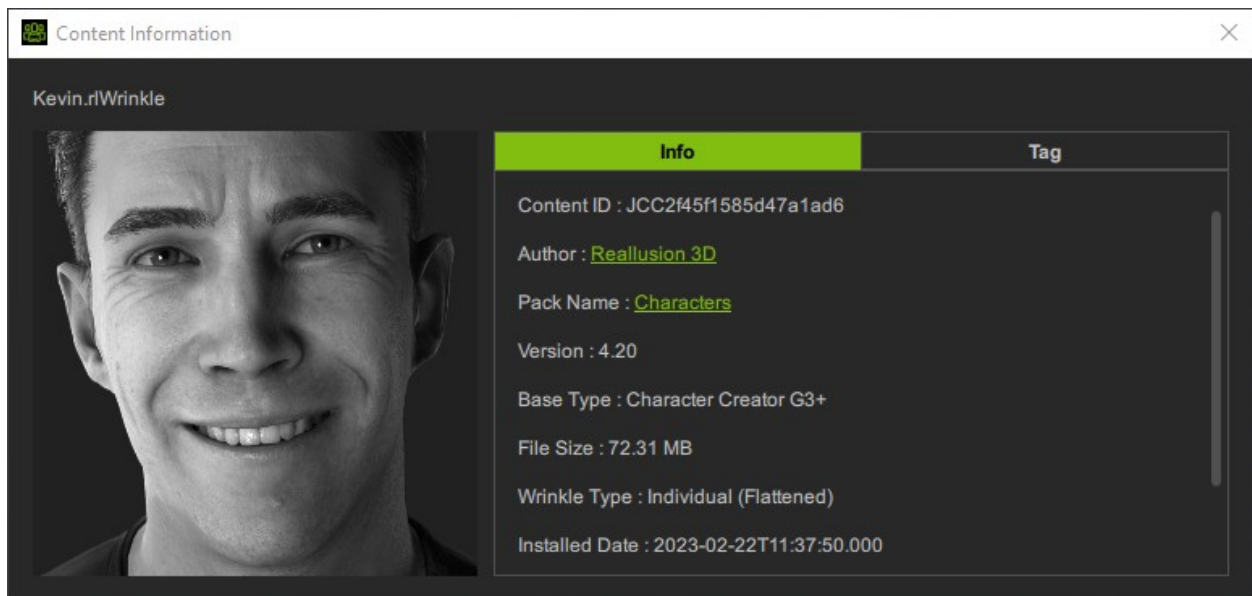 Content Information
Kevin.rlWrinkle
Info
Tag
Content ID : JCC2f45f1585d47a1ad6
Author : Reallusion 3D
Pack Name : Characters
Version : 4.20
Base Type : Character Creator G3+
File Size : 72.31 MB
Wrinkle Type : Individual (Flattened)
Installed Date : 2023-02-22T11:37:50.000